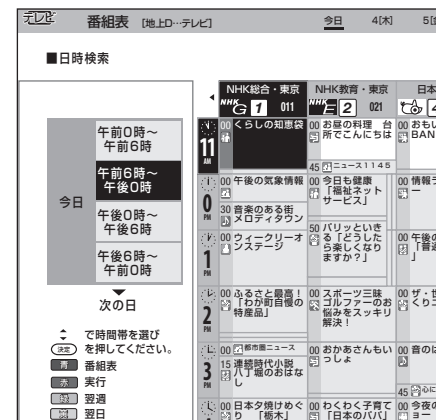 テレビ 番組表 [地上D…テレビ] 今日 4[木]
■日時検索
午前0時~
午前6時
午前6時~
午後0時
今日
午後0時~
午後6時
午後6時~
午前0時
次の日
で時間帯を選び
決定 を押してください。
青 番組表
赤 実行
緑 翌週
翌日
NHK総合・東京 NHK教育・東京 日本
NHK G 1 011 NHK E 2 021
11 AM
00 くらしの知恵袋
00 お昼の料理 台
所でこんにちは
00 おもい
BAN
45 ニュース1145
0 PM
00 午後の気象情報
30 音楽のある街
メロディタウン
00 今日も健康
「福祉ネット
サービス」
50 バリッといき
る「どうした
ら楽しくなり
ますか?」
00 情報
1 PM
00 ウィークリーオ
ンステージ
00 午後の
「普通
」
2 PM
00 ふるさと最高!
「わが町自慢の
特産品」
00 スポーツ三昧
ゴルファーのお
悩みをスッキリ
解決!
00 ザ・世
くりこ
3 PM
00 都市圏ニュース
15 連続時代小説
八丁堀のおはな
し
00 おかあさんもい
っしょ
00 音のは
45 心に
00 日本夕焼けめぐ
り 「栃木」
00 わくわく子育て
「日本のパパ」
00 今夜の
ョー